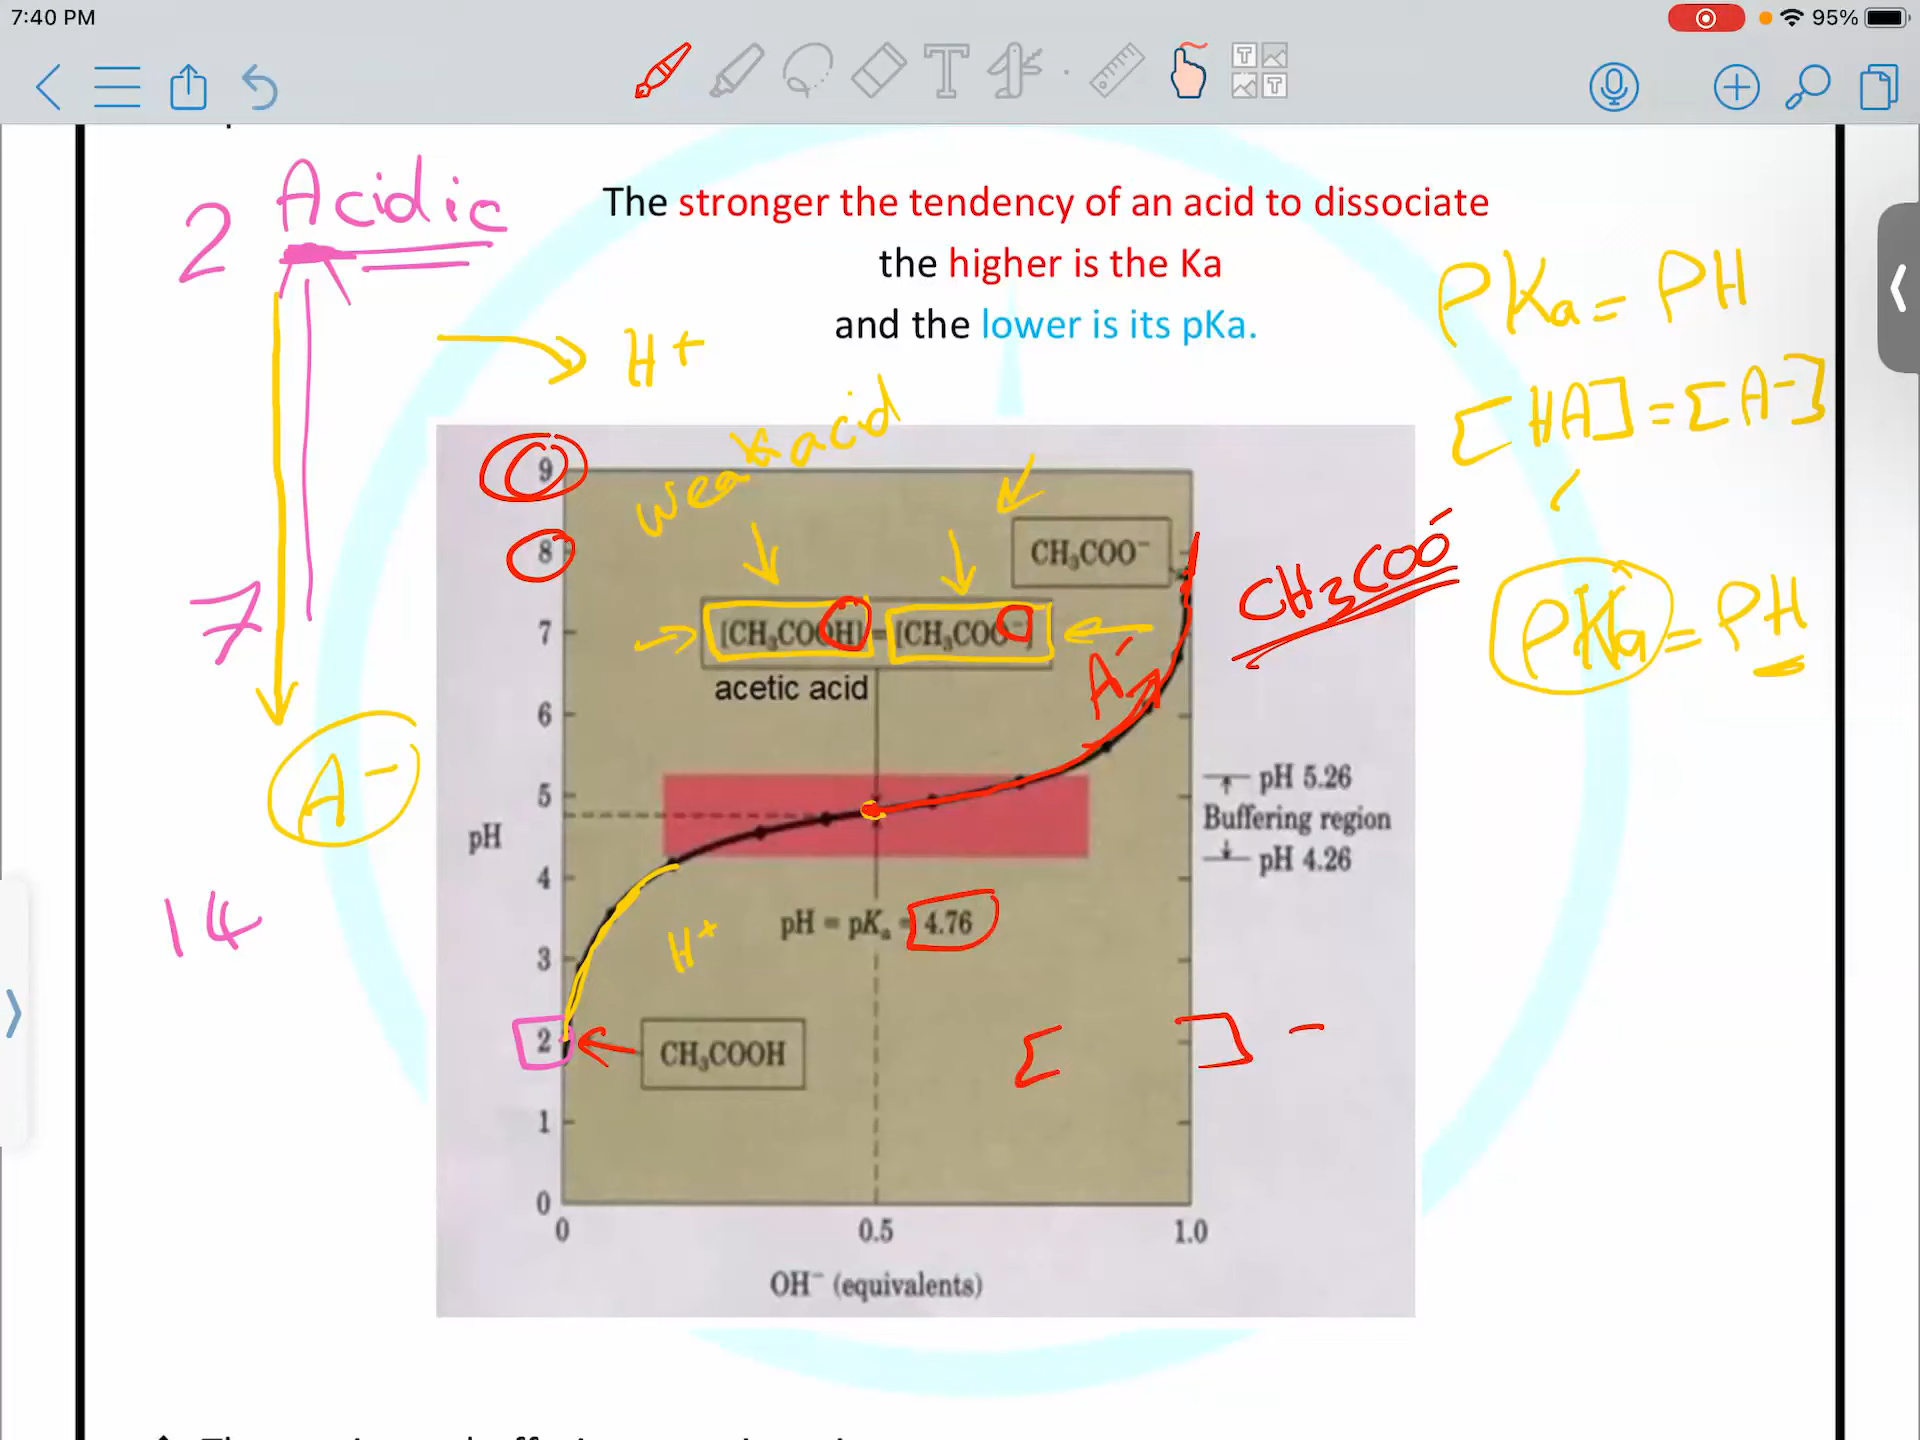 7:40 PM
95%
2 Acidic
The stronger the tendency of an acid to dissociate
the higher is the Ka
and the lower is its pKa.
PKa = PH
H+
[HA] = [A-]
weak acid
9
8
CH₃COO⁻
CH3COO-
7
PKa = PH
[CH₃COOH] = [CH₃COO⁻]
7
acetic acid
A-
6
A-
5
pH 5.26
Buffering region
pH 4.26
pH
4
14
H+
pH = pKₐ = 4.76
3
2
CH₃COOH
[ ] -
1
0
0 0.5 1.0
OH⁻ (equivalents)